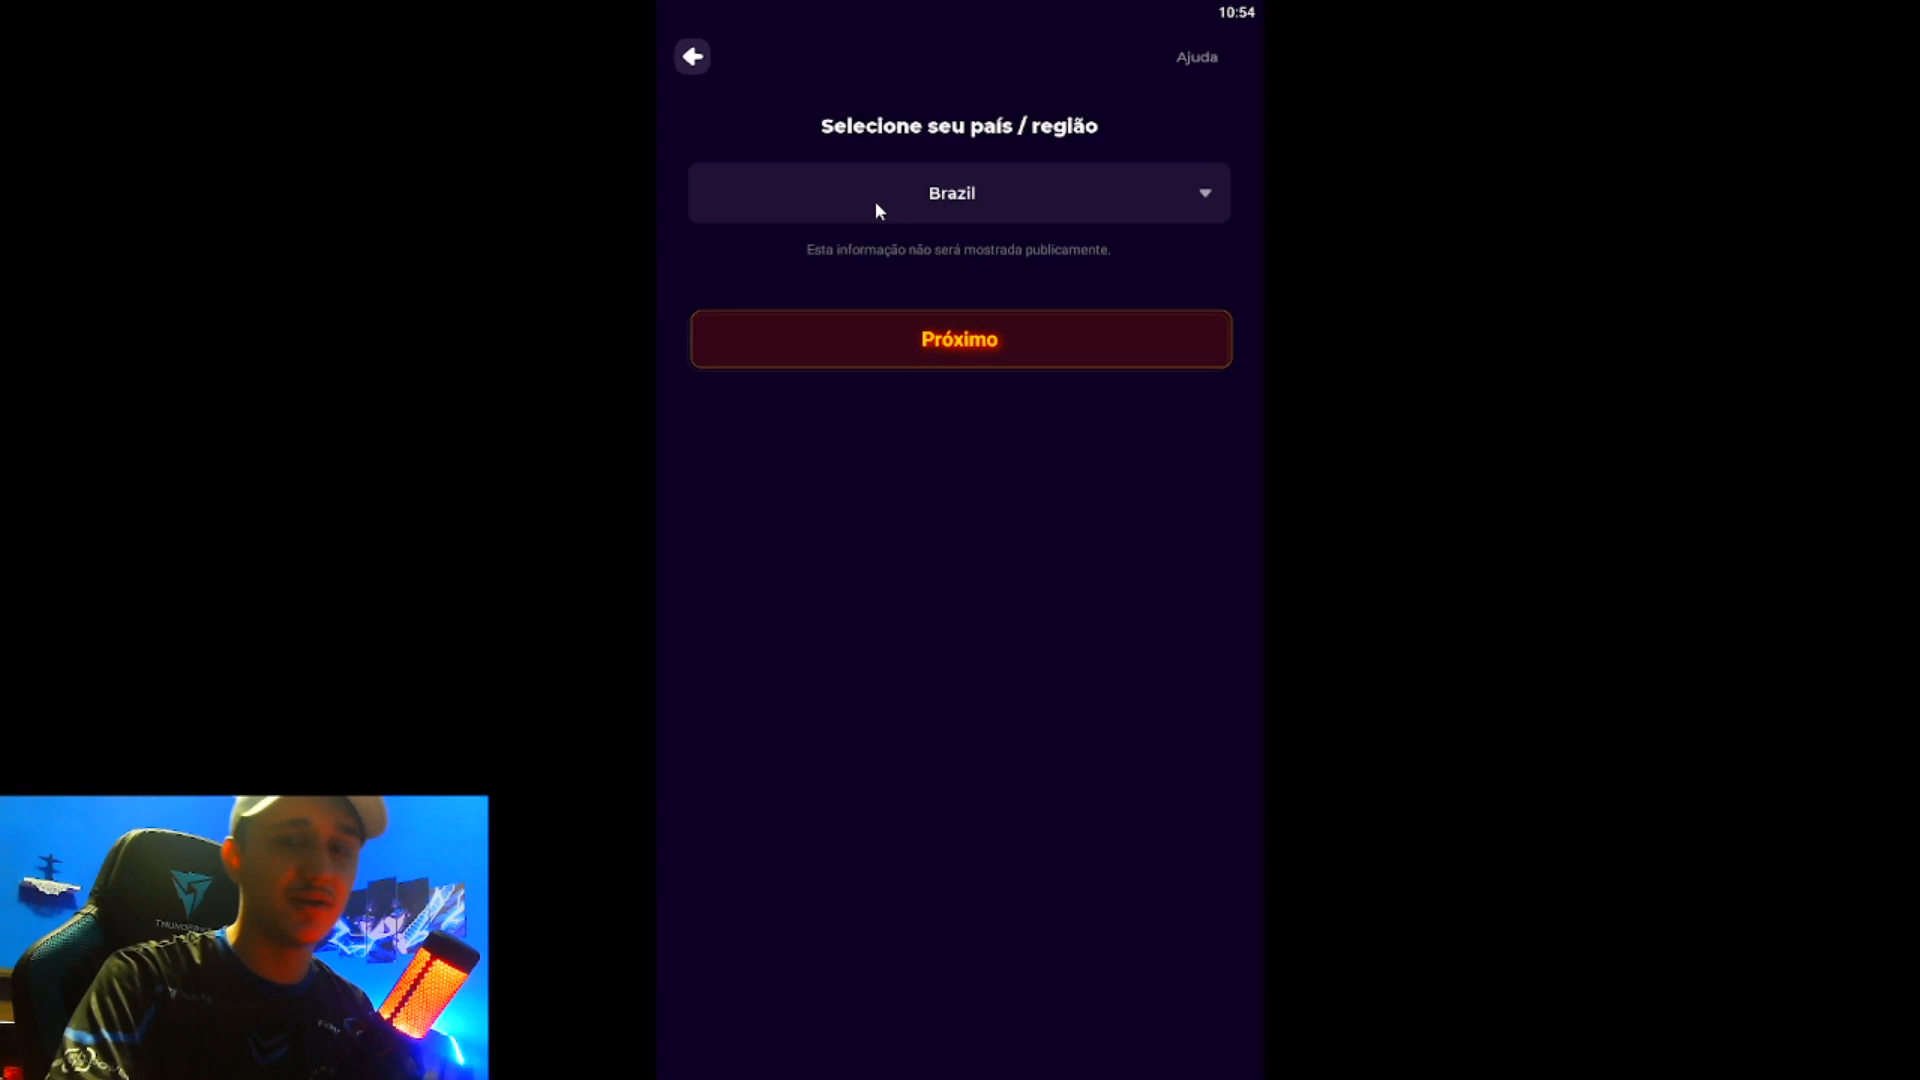 10:54
Ajuda
Selecione seu país / região
Brazil
Esta informação não será mostrada publicamente.
Próximo